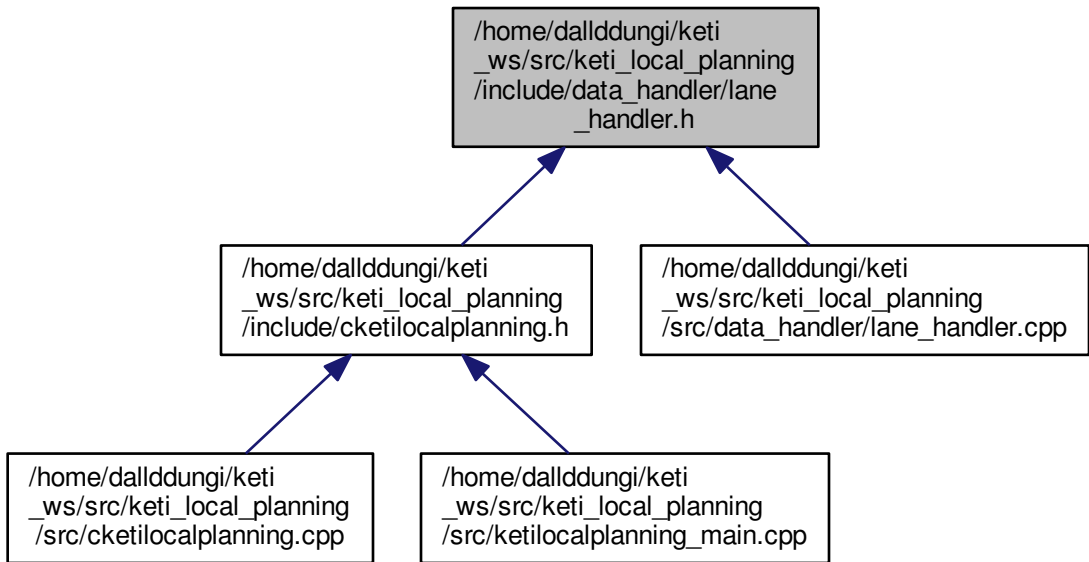 /home/dallddungi/keti
_ws/src/keti_local_planning
/include/data_handler/lane
_handler.h
/home/dallddungi/keti
_ws/src/keti_local_planning
/include/cketilocalplanning.h
/home/dallddungi/keti
_ws/src/keti_local_planning
/src/data_handler/lane_handler.cpp
/home/dallddungi/keti
_ws/src/keti_local_planning
/src/cketilocalplanning.cpp
/home/dallddungi/keti
_ws/src/keti_local_planning
/src/ketilocalplanning_main.cpp